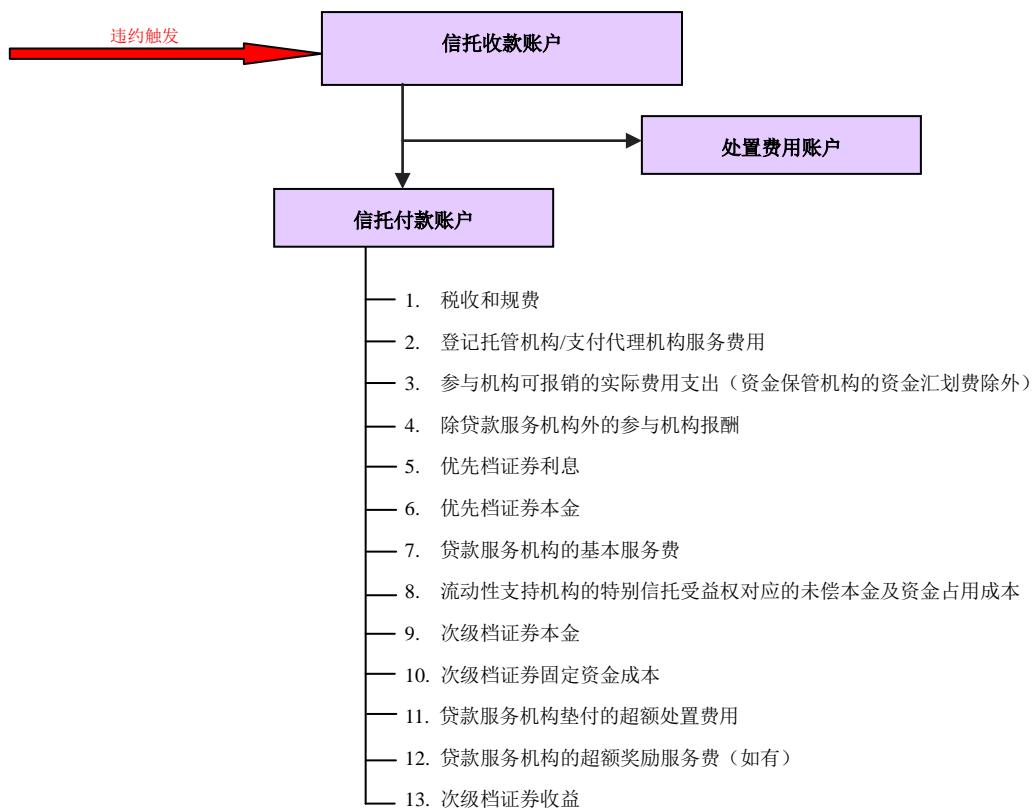 违约触发
信托收款账户
处置费用账户
信托付款账户
1. 税收和规费
2. 登记托管机构/支付代理机构服务费用
3. 参与机构可报销的实际费用支出（资金保管机构的资金汇划费除外）
4. 除贷款服务机构外的参与机构报酬
5. 优先档证券利息
6. 优先档证券本金
7. 贷款服务机构的基本服务费
8. 流动性支持机构的特别信托受益权对应的未偿本金及资金占用成本
9. 次级档证券本金
10. 次级档证券固定资金成本
11. 贷款服务机构垫付的超额处置费用
12. 贷款服务机构的超额奖励服务费（如有）
13. 次级档证券收益